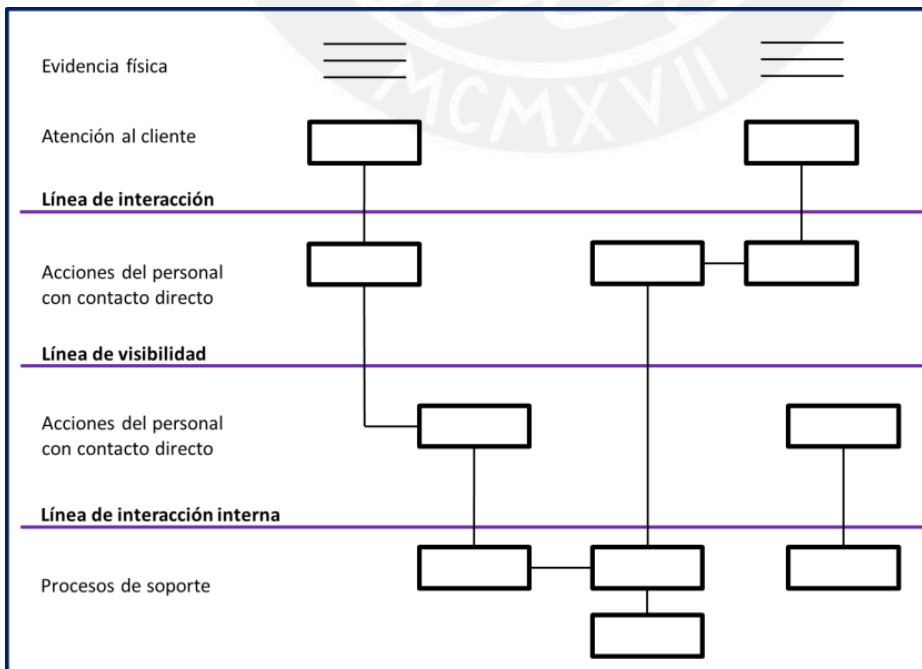 Evidencia física
MCMXVII
Atención al cliente
Línea de interacción
Acciones del personal
con contacto directo
Línea de visibilidad
Acciones del personal
con contacto directo
Línea de interacción interna
Procesos de soporte